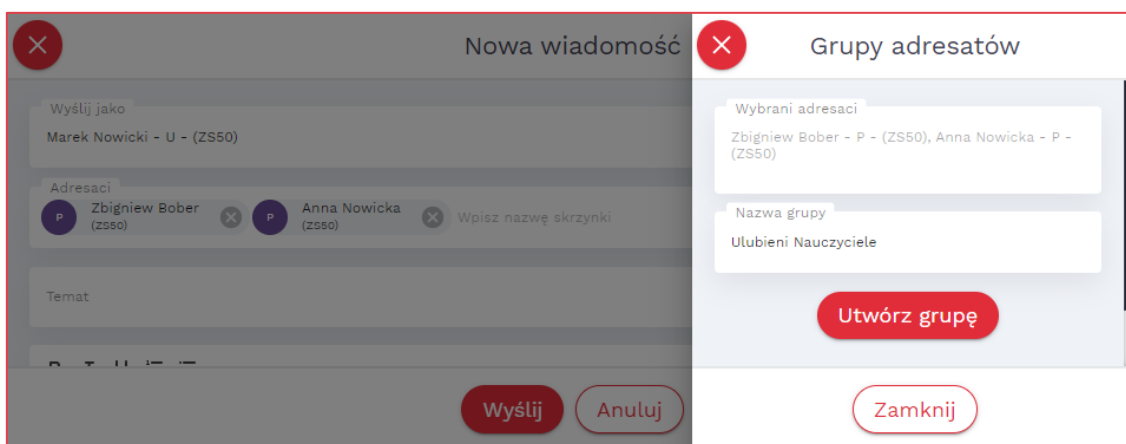 Nowa wiadomość
Wyślij jako
Marek Nowicki - U - (ZS50)
Adresaci
P
Zbigniew Bober
(ZS50)
P
Anna Nowicka
(ZS50)
Wpisz nazwę skrzynki
Temat
Wyślij
Anuluj
Grupy adresatów
Wybrani adresaci
Zbigniew Bober - P - (ZS50), Anna Nowicka - P -
(ZS50)
Nazwa grupy
Ulubieni Nauczyciele
Utwórz grupę
Zamknij